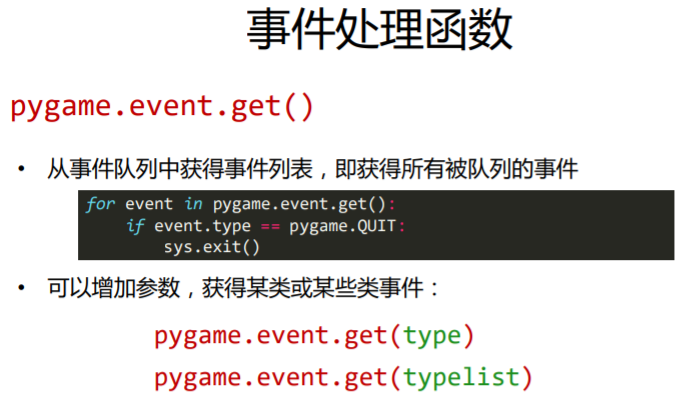 事件处理函数
pygame.event.get()
• 从事件队列中获得事件列表，即获得所有被队列的事件
for event in pygame.event.get():
    if event.type == pygame.QUIT:
        sys.exit()
• 可以增加参数，获得某类或某些类事件：
pygame.event.get(type)
pygame.event.get(typelist)